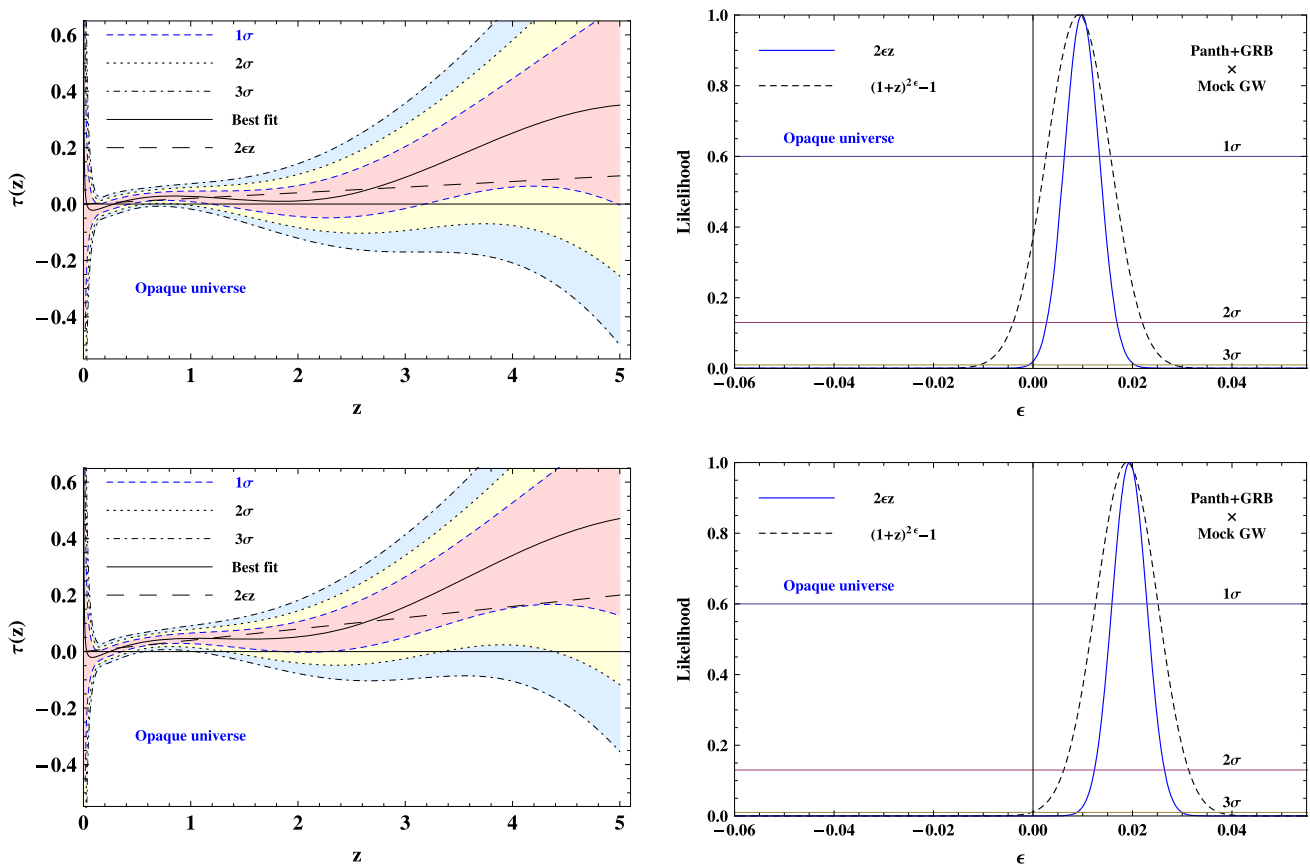 0.6
0.4
0.2
0.0
−0.2
−0.4
τ(z)
1σ
2σ
3σ
Best fit
2ϵz
Opaque universe
0 1 2 3 4 5
z
1.0
0.8
0.6
0.4
0.2
0.0
Likelihood
2ϵz
(1+z)^{2ϵ}−1
Panth+GRB
×
Mock GW
Opaque universe
1σ
2σ
3σ
−0.06 −0.04 −0.02 0.00 0.02 0.04
ϵ
0.6
0.4
0.2
0.0
−0.2
−0.4
τ(z)
1σ
2σ
3σ
Best fit
2ϵz
Opaque universe
0 1 2 3 4 5
z
1.0
0.8
0.6
0.4
0.2
0.0
Likelihood
2ϵz
(1+z)^{2ϵ}−1
Panth+GRB
×
Mock GW
Opaque universe
1σ
2σ
3σ
−0.06 −0.04 −0.02 0.00 0.02 0.04
ϵ